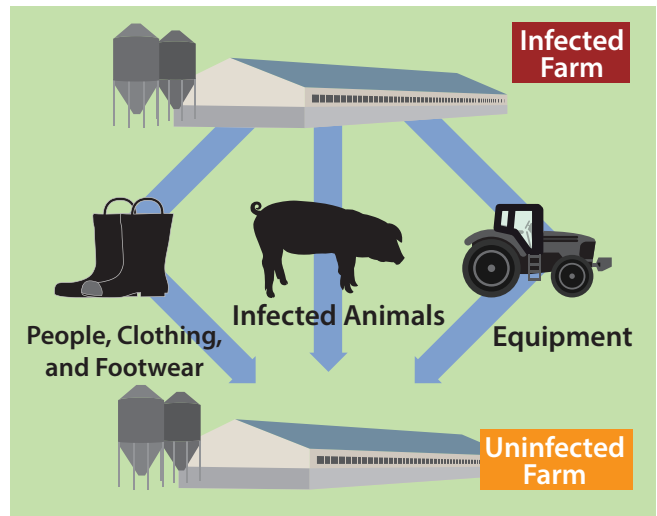 Infected
Farm
People, Clothing,
and Footwear
Infected Animals
Equipment
Uninfected
Farm